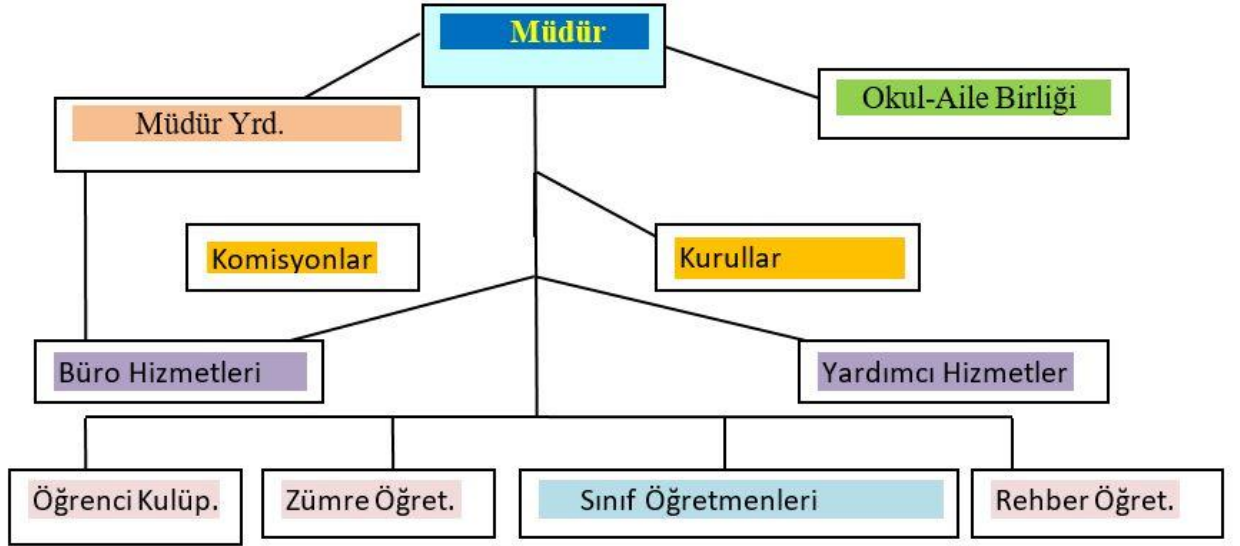 Müdür
Okul-Aile Birliği
Müdür Yrd.
Komisyonlar
Kurullar
Büro Hizmetleri
Yardımcı Hizmetler
Öğrenci Kulüp.
Zümre Öğret.
Sınıf Öğretmenleri
Rehber Öğret.